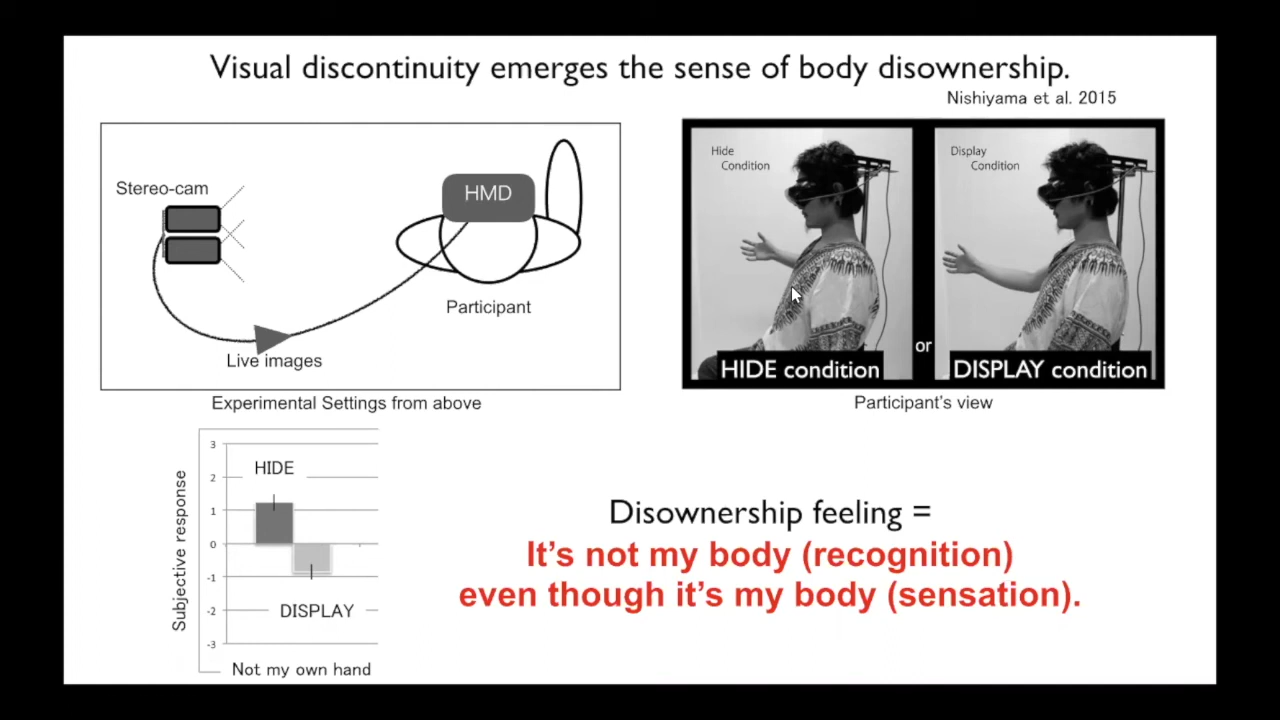 Visual discontinuity emerges the sense of body disownership.
Nishiyama et al. 2015
Stereo-cam
HMD
Participant
Live images
Experimental Settings from above
Hide
Condition
Display
Condition
HIDE condition
or
DISPLAY condition
Participant's view
Subjective response
3
2
1
0
-1
-2
-3
HIDE
DISPLAY
Not my own hand
Disownership feeling =
It's not my body (recognition)
even though it's my body (sensation).